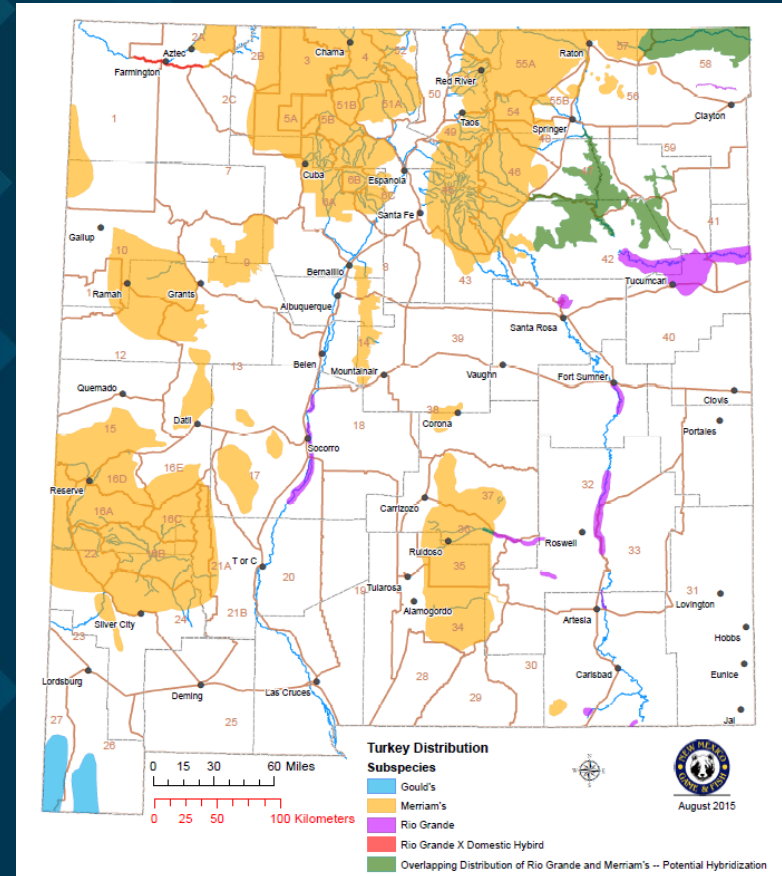 2A
Aztec
2B
Chama
Farmington
3
4
52
2C
50
Red River
55A
Raton
57
58
1
5A
5B
51B
51A
Taos
54
55B
56
Clayton
49
Springer
48
59
7
Cuba
Espanola
6B
6C
6A
45
46
47
Santa Fe
41
Gallup
10
9
Bernalillo
8
43
42
Tucumcari
Ramah
Grants
Albuquerque
Santa Rosa
12
13
14
39
40
Belen
Mountainair
Vaughn
Fort Sumner
Quemado
Clovis
Datil
38
Corona
Portales
15
18
Socorro
16E
17
16D
Reserve
32
37
16A
16C
Carrizozo
36
Roswell
22
16B
Ruidoso
33
T or C
21A
20
35
19
31
Tularosa
Alamogordo
Lovington
21B
Artesia
24
Silver City
34
23
Hobbs
30
Carlsbad
Lordsburg
28
Eunice
Deming
Las Cruces
29
27
26
25
Jal
Turkey Distribution
Subspecies
Gould's
Merriam's
Rio Grande
Rio Grande X Domestic Hybird
Overlapping Distribution of Rio Grande and Merriam's -- Potential Hybridization
0 15 30 60 Miles
0 25 50 100 Kilometers
N
NEW MEXICO
GAME & FISH
August 2015